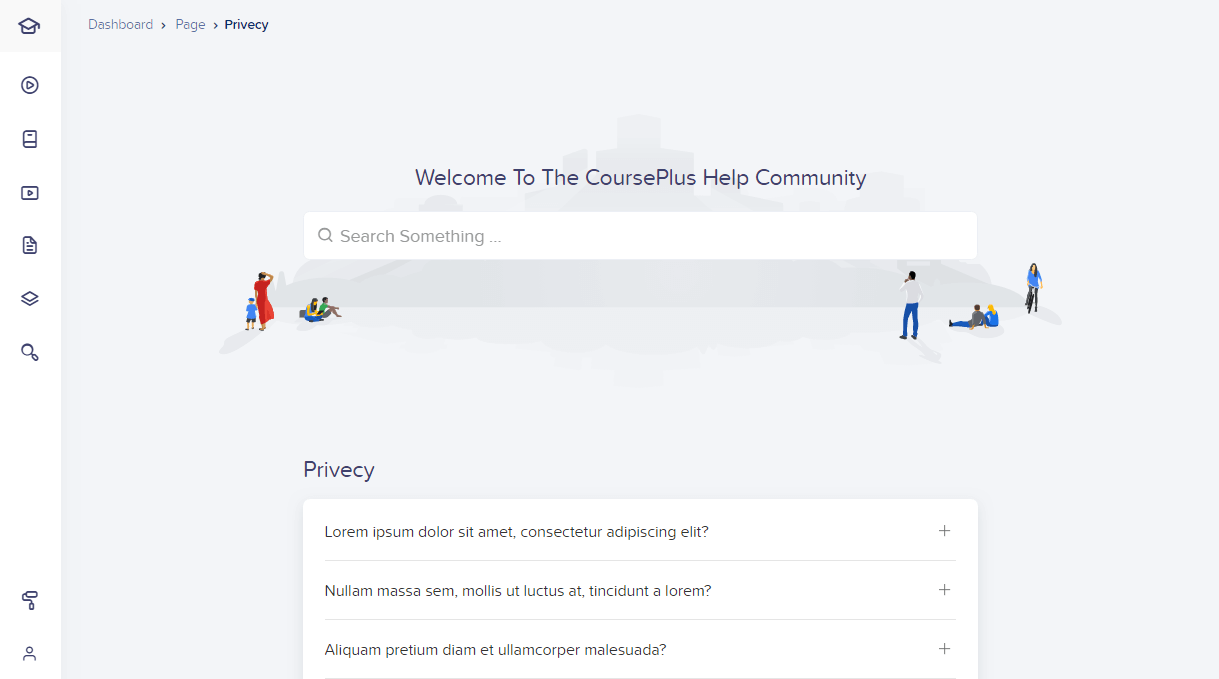 Dashboard › Page › Privecy
Welcome To The CoursePlus Help Community
Search Something ...
Privecy
Lorem ipsum dolor sit amet, consectetur adipiscing elit?
Nullam massa sem, mollis ut luctus at, tincidunt a lorem?
Aliquam pretium diam et ullamcorper malesuada?